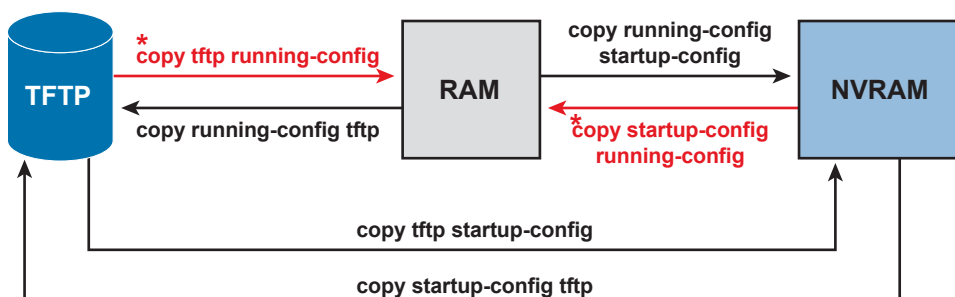 *
copy tftp running-config
copy running-config
startup-config
TFTP
RAM
NVRAM
copy running-config tftp
*
copy startup-config
running-config
copy tftp startup-config
copy startup-config tftp